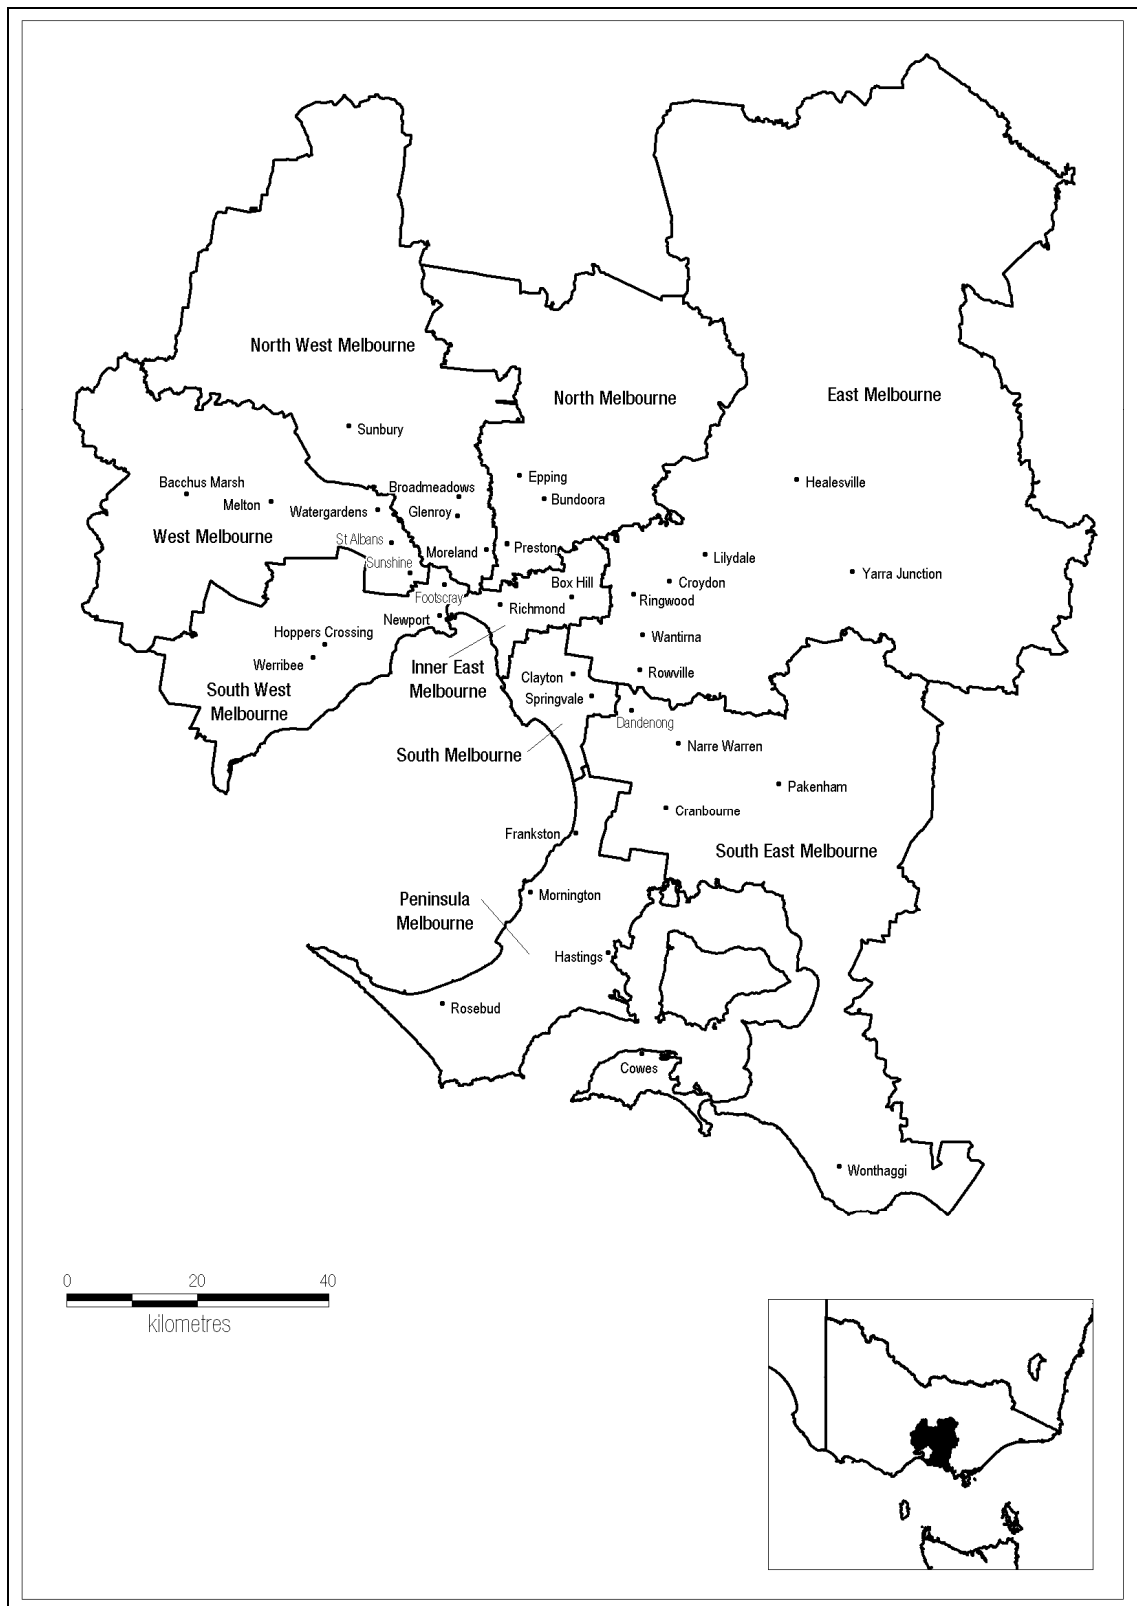 North West Melbourne
North Melbourne
East Melbourne
Sunbury
Epping
Healesville
Bacchus Marsh
Broadmeadows
Bundoora
Melton
Watergardens
Glenroy
West Melbourne
St Albans
Moreland
Preston
Lilydale
Sunshine
Yarra Junction
Box Hill
Croydon
Footscray
Ringwood
Richmond
Newport
Hoppers Crossing
Wantirna
Werribee
Inner East
Melbourne
Rowville
Clayton
South West
Melbourne
Springvale
Dandenong
South Melbourne
Narre Warren
Pakenham
Cranbourne
Frankston
South East Melbourne
Peninsula
Melbourne
Mornington
Hastings
Rosebud
Cowes
Wonthaggi
0 20 40
kilometres